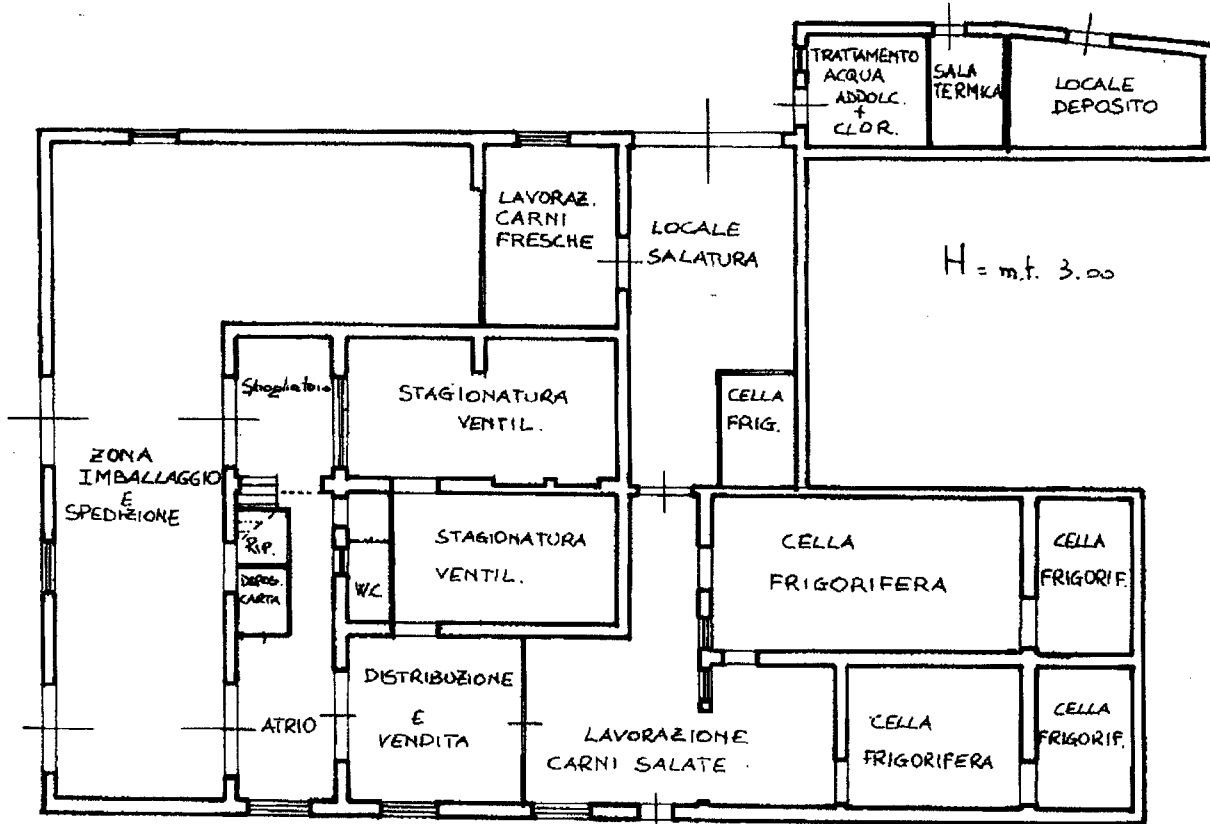 TRATTAMENTO
ACQUA
ADDOLC.
+
CLOR.
SALA
TERMICA
LOCALE
DEPOSITO
LAVORAZ.
CARNI
FRESCHE
LOCALE
SALATURA
H = m.t. 3.00
Spogliatoio
STAGIONATURA
VENTIL.
CELLA
FRIG.
ZONA
IMBALLAGGIO
E
SPEDIZIONE
RIP.
DEPOS.
CARTA
W.C.
STAGIONATURA
VENTIL.
CELLA
FRIGORIFERA
CELLA
FRIGORIF.
ATRIO
DISTRIBUZIONE
E
VENDITA
LAVORAZIONE
CARNI SALATE
CELLA
FRIGORIFERA
CELLA
FRIGORIF.